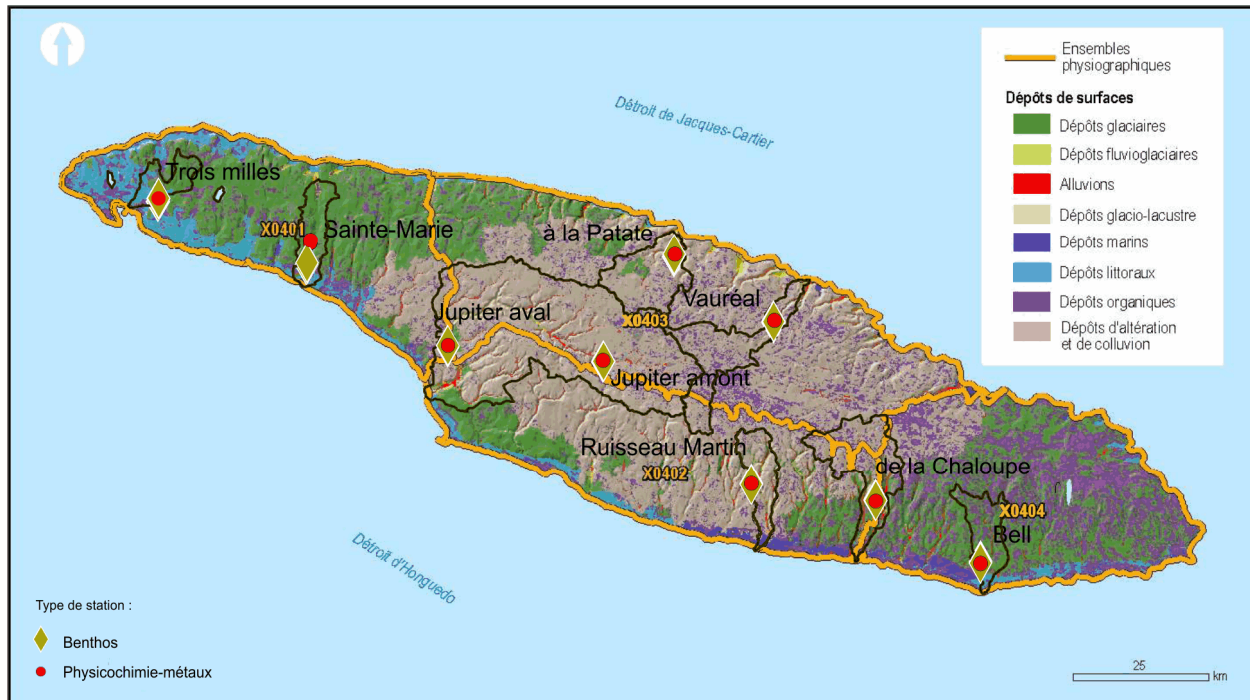 Détroit de Jacques-Cartier
Trois milles
X0401
Sainte-Marie
à la Patate
Vauréal
X0403
Jupiter aval
Jupiter amont
Ruisseau Martin
X0402
de la Chaloupe
X0404
Bell
Détroit d'Honguedo
Ensembles
physiographiques
Dépôts de surfaces
Dépôts glaciaires
Dépôts fluvioglaciaires
Alluvions
Dépôts glacio-lacustre
Dépôts marins
Dépôts littoraux
Dépôts organiques
Dépôts d'altération
et de colluvion
Type de station :
Benthos
Physicochimie-métaux
25
km